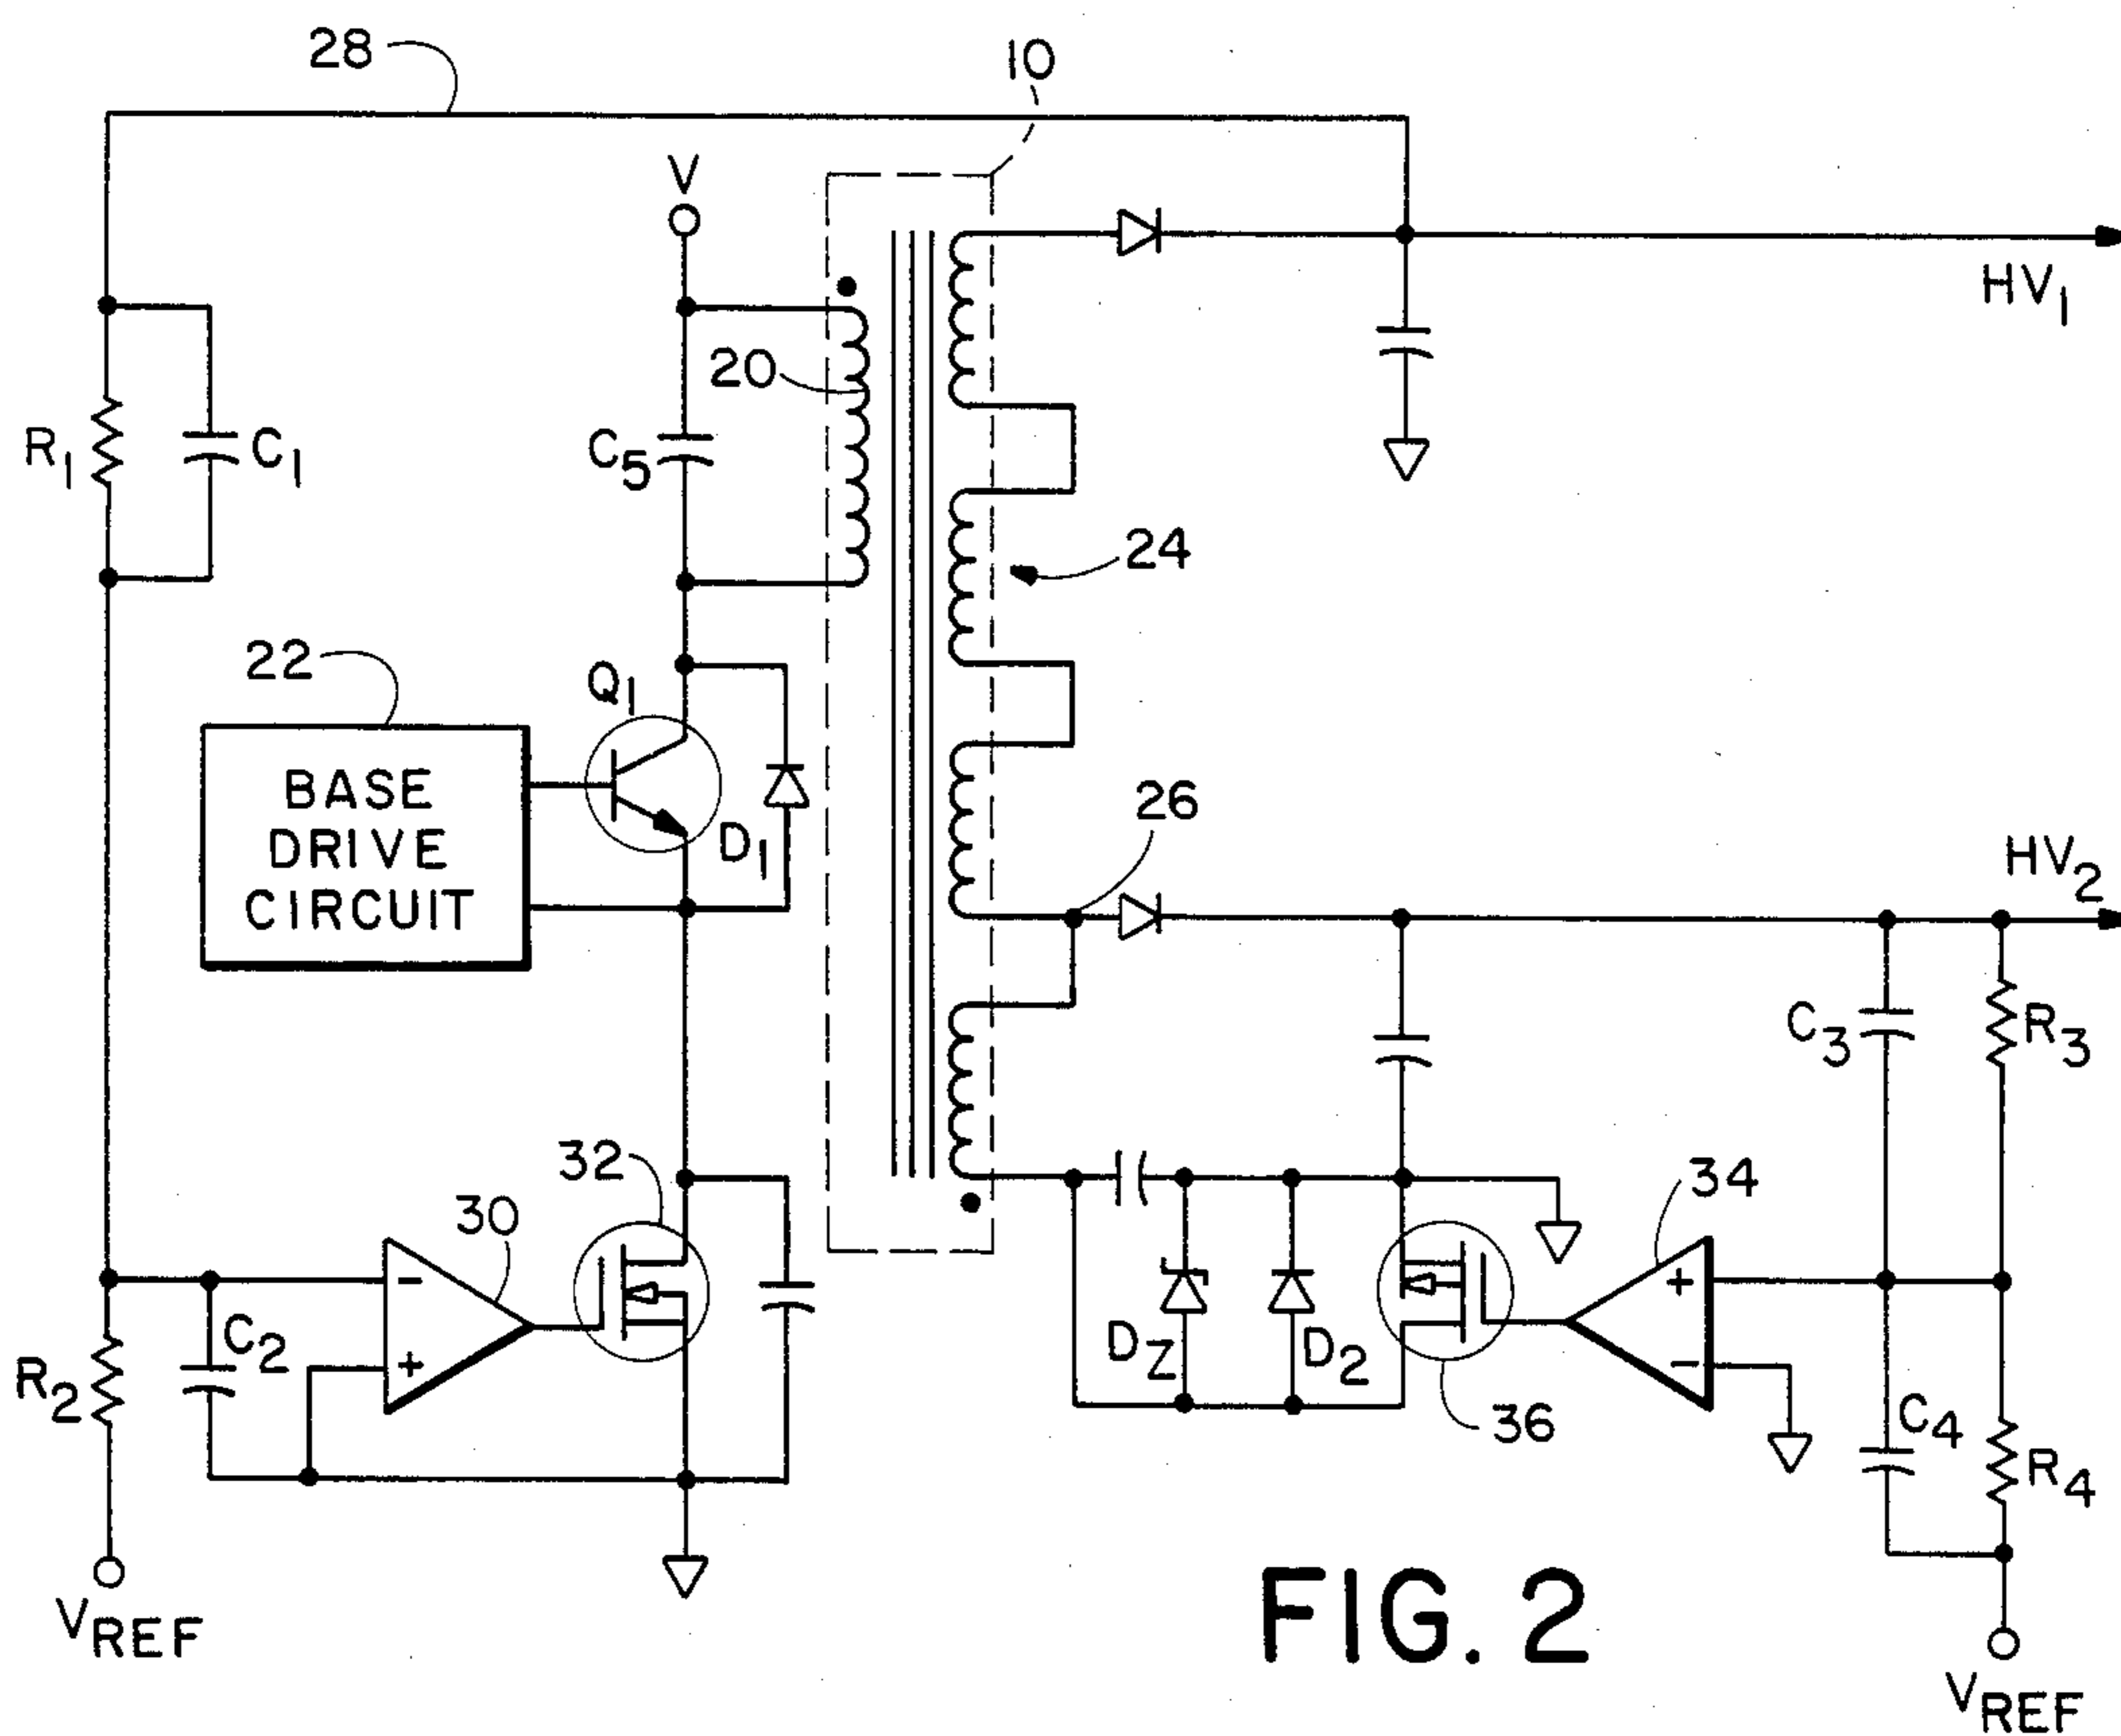 28
10
V
HV1
20
R1
C1
C5
24
22
Q1
26
BASE
DRIVE
CIRCUIT
D1
HV2
C3
R3
32
30
34
-
+
C2
R2
+
-
DZ
D2
36
C4
R4
VREF
FIG. 2
VREF